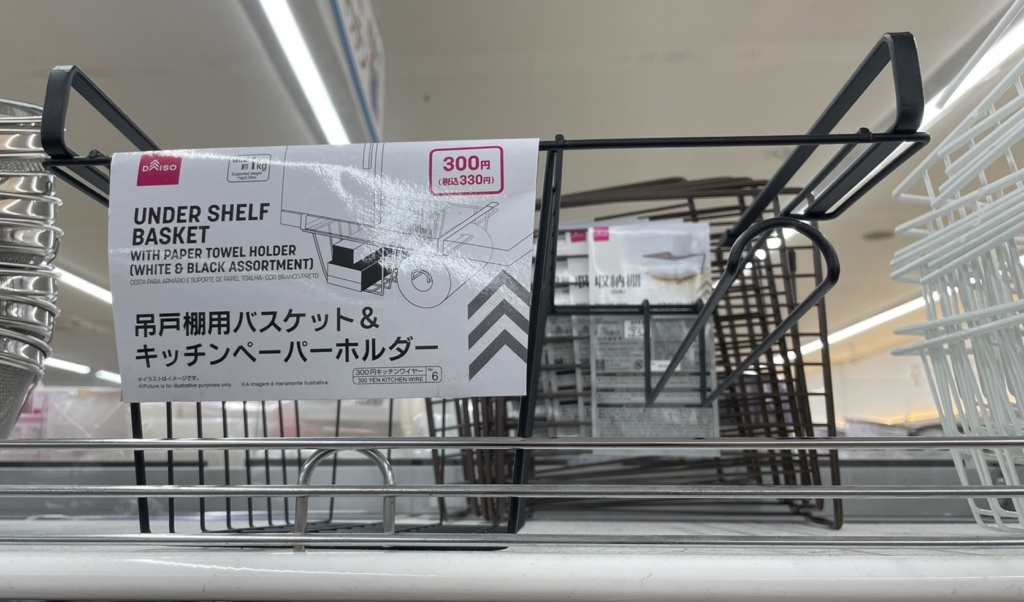 DAISO
約1kg
300円
(税込330円)
UNDER SHELF
BASKET
WITH PAPER TOWEL HOLDER
(WHITE & BLACK ASSORTMENT)
CESTA PARA ARMÁRIO E SUPORTE DE PAPEL TOALHA・COR BRANCO/PRETO
吊戸棚用バスケット＆
キッチンペーパーホルダー
※イラストはイメージです。
※Picture is for illustrative purposes only. ※A imagem é meramente ilustrativa.
300円キッチンワイヤー
300 YEN KITCHEN WIRE
No.
6
収納棚